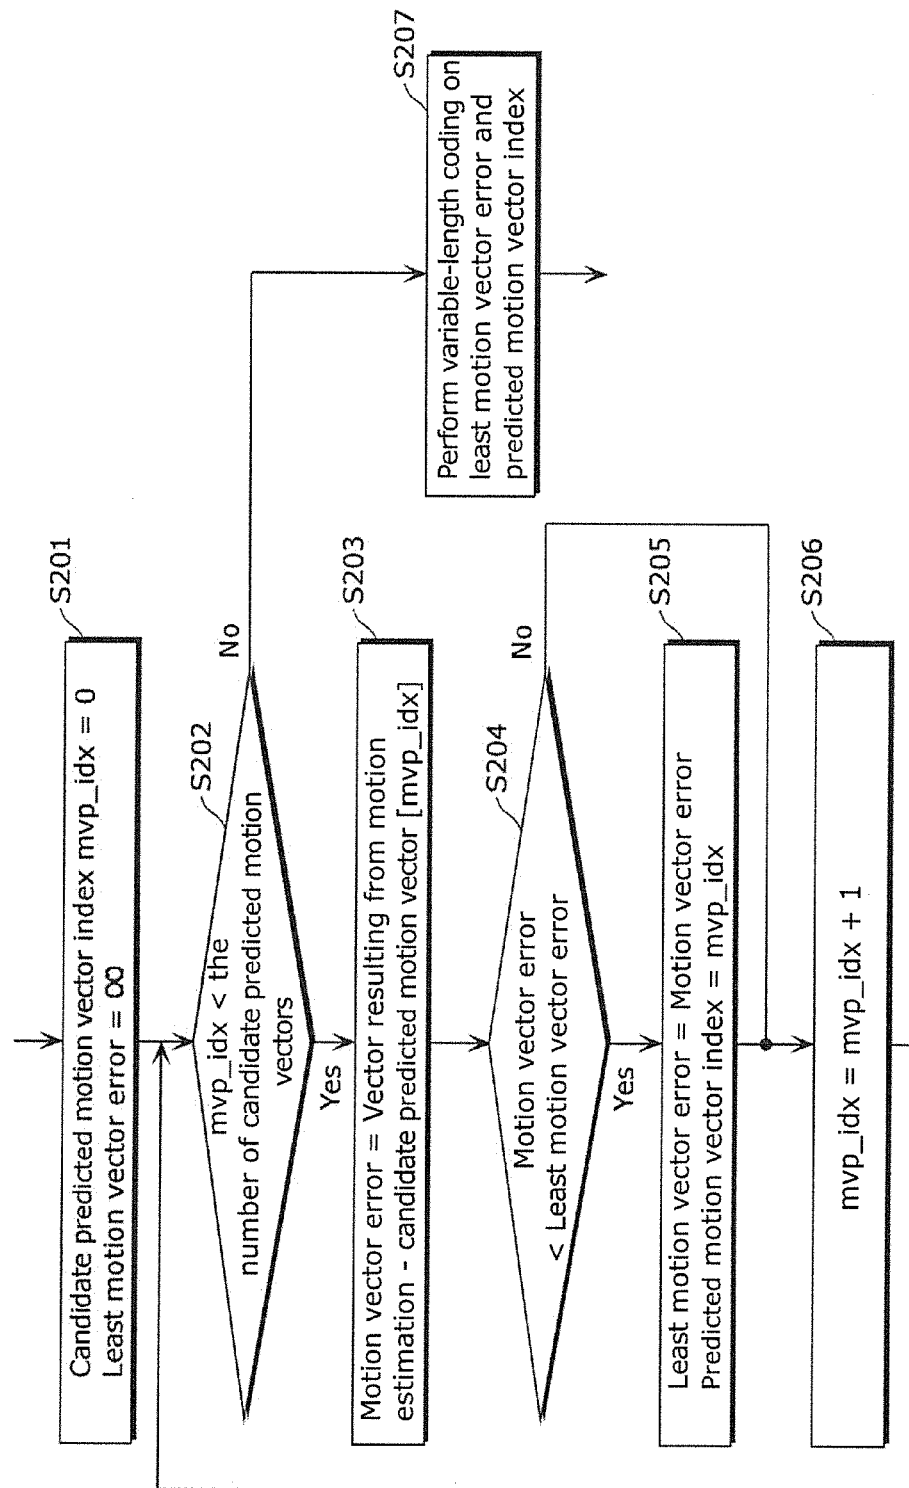 S201
Candidate predicted motion vector index mvp_idx = 0
Least motion vector error = ∞
S202
mvp_idx < the
number of candidate predicted motion
vectors
No
Yes
S203
Motion vector error = Vector resulting from motion
estimation - candidate predicted motion vector [mvp_idx]
S204
Motion vector error
< Least motion vector error
No
Yes
S205
Least motion vector error = Motion vector error
Predicted motion vector index = mvp_idx
S206
mvp_idx = mvp_idx + 1
S207
Perform variable-length coding on
least motion vector error and
predicted motion vector index